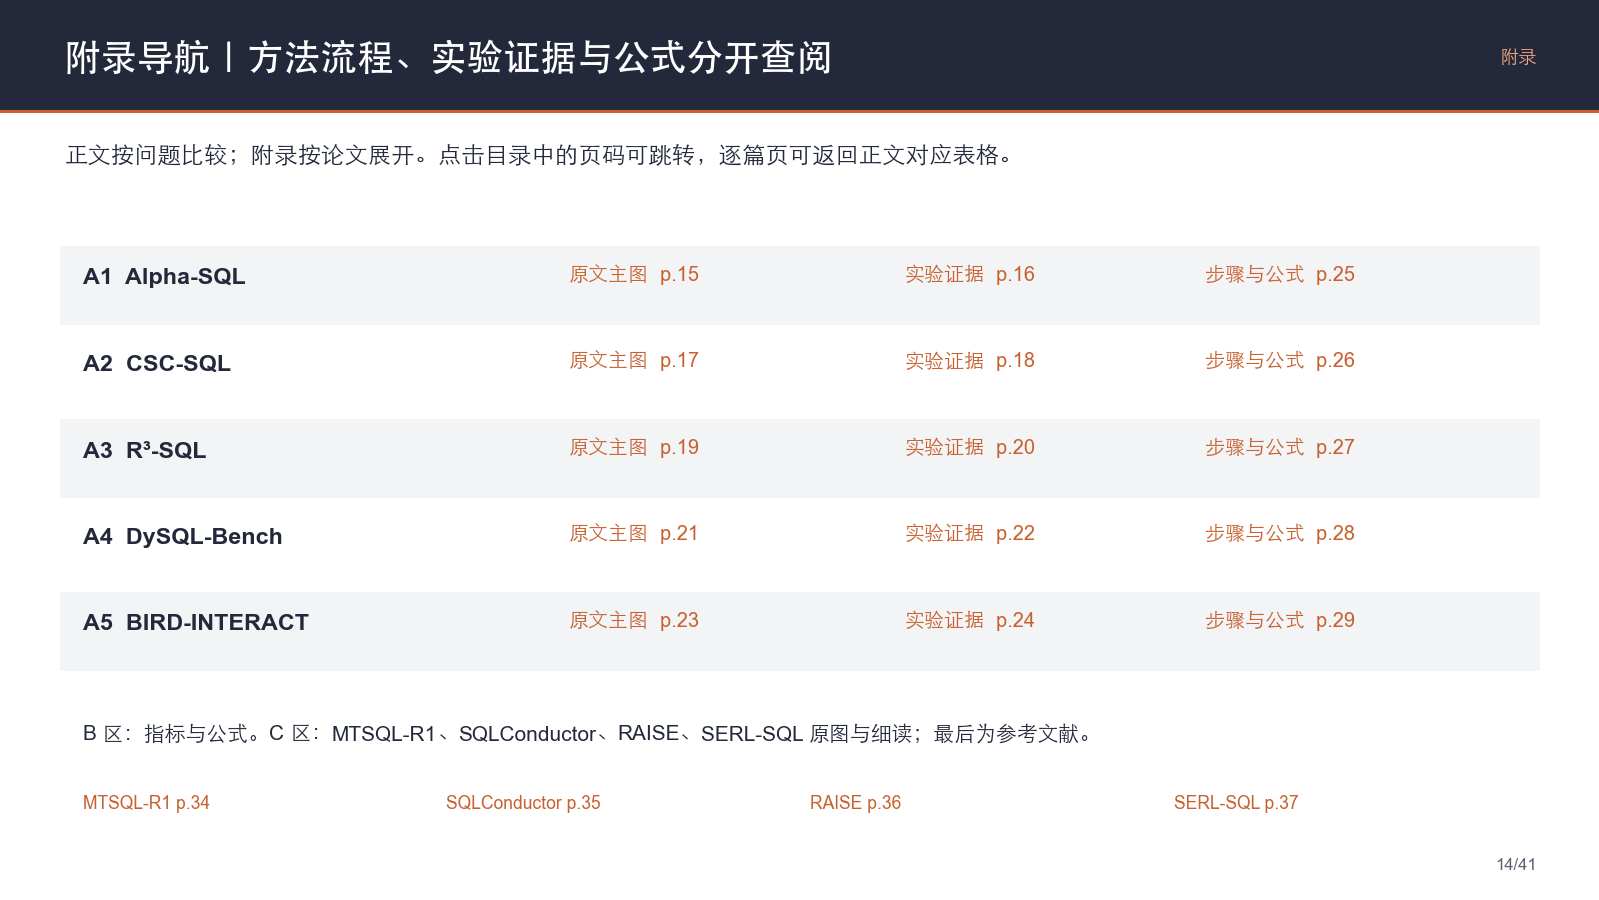 附录导航丨方法流程、实验证据与公式分开查阅
附录
正文按问题比较；附录按论文展开。点击目录中的页码可跳转，逐篇页可返回正文对应表格。
A1 Alpha-SQL 原文主图 p.15 实验证据 p.16 步骤与公式 p.25
A2 CSC-SQL 原文主图 p.17 实验证据 p.18 步骤与公式 p.26
A3 R³-SQL 原文主图 p.19 实验证据 p.20 步骤与公式 p.27
A4 DySQL-Bench 原文主图 p.21 实验证据 p.22 步骤与公式 p.28
A5 BIRD-INTERACT 原文主图 p.23 实验证据 p.24 步骤与公式 p.29
B 区：指标与公式。C 区：MTSQL-R1、SQLConductor、RAISE、SERL-SQL 原图与细读；最后为参考文献。
MTSQL-R1 p.34 SQLConductor p.35 RAISE p.36 SERL-SQL p.37
14/41